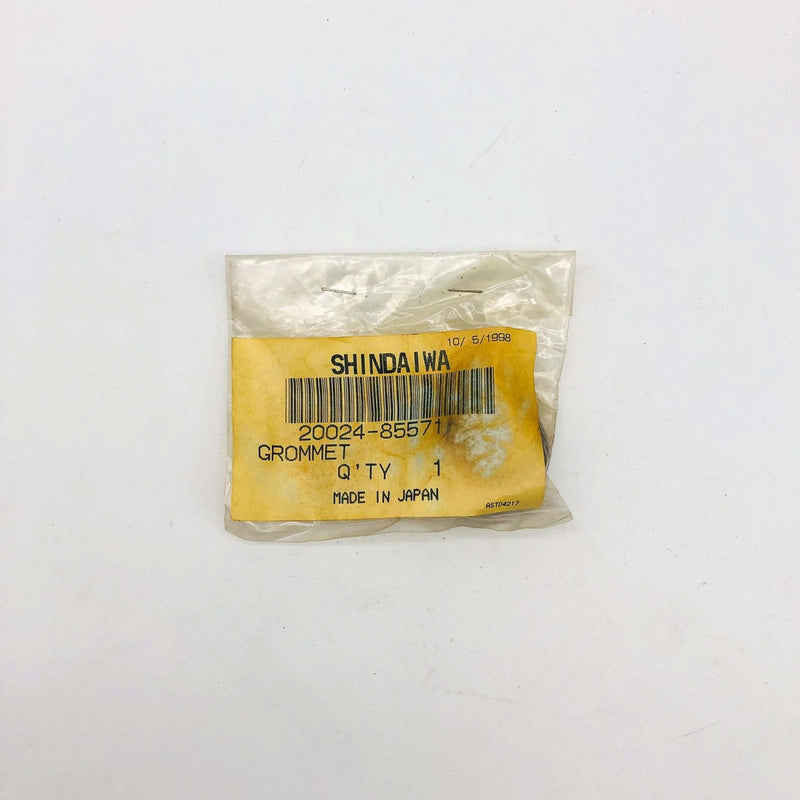 10/ 5/1998
SHINDAIWA
20024-85571
GROMMET
Q'TY 1
MADE IN JAPAN
AST04217